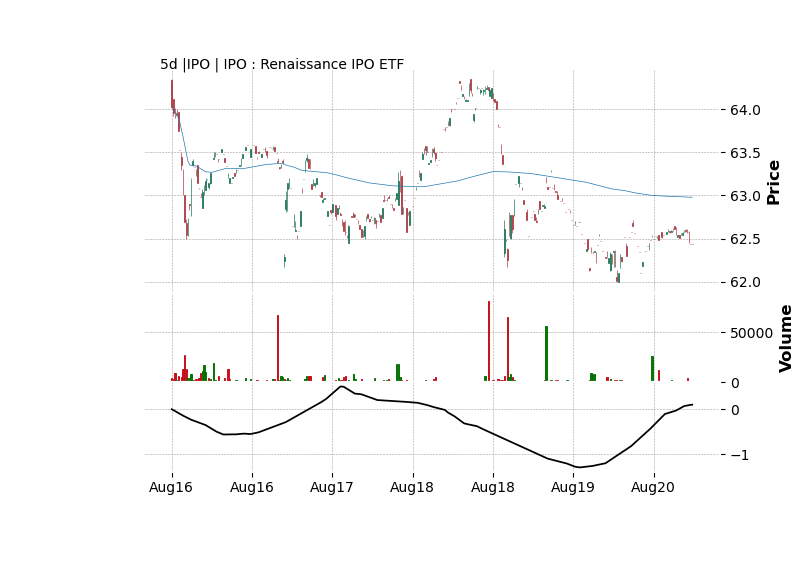 5d |IPO | IPO : Renaissance IPO ETF
64.0
63.5
63.0
62.5
62.0
Price
50000
0
Volume
0
−1
Aug16 Aug16 Aug17 Aug18 Aug18 Aug19 Aug20